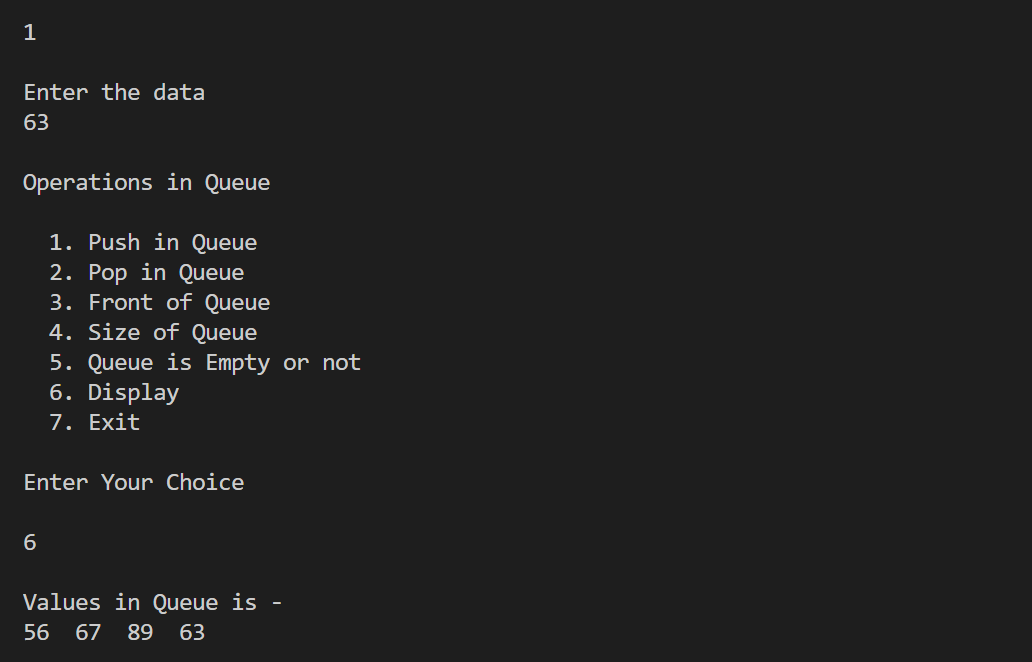 1
Enter the data
63
Operations in Queue
1. Push in Queue
2. Pop in Queue
3. Front of Queue
4. Size of Queue
5. Queue is Empty or not
6. Display
7. Exit
Enter Your Choice
6
Values in Queue is -
56  67  89  63